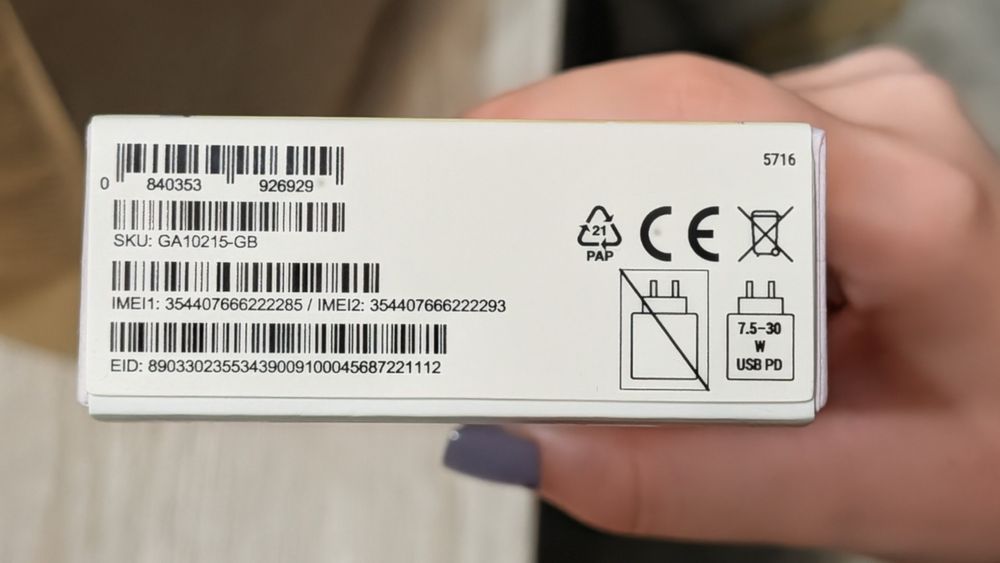 5716
0 840353 926929
SKU: GA10215-GB
IMEI1: 354407666222285 / IMEI2: 354407666222293
EID: 89033023553439009100045687221112
21
PAP
CE
7.5-30
W
USB PD